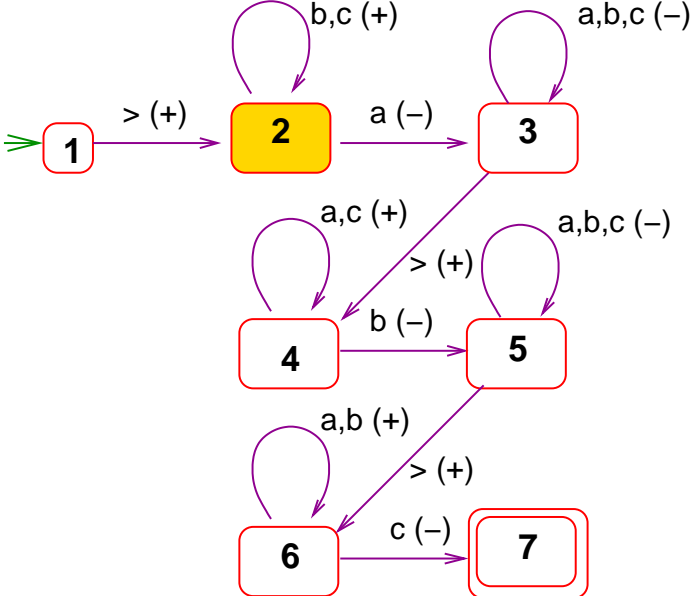 b,c (+)
a,b,c (–)
> (+)
a (–)
1
2
3
a,c (+)
a,b,c (–)
> (+)
b (–)
4
5
a,b (+)
> (+)
c (–)
6
7